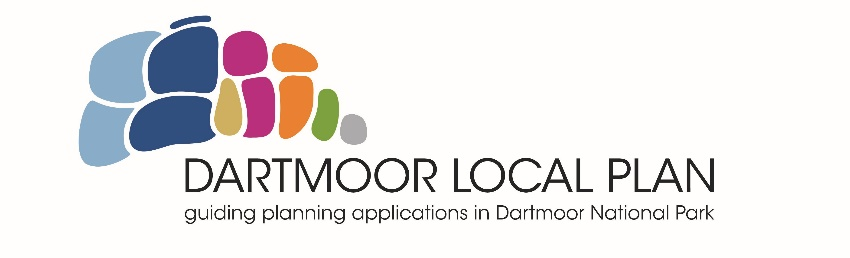 DARTMOOR LOCAL PLAN
guiding planning applications in Dartmoor National Park